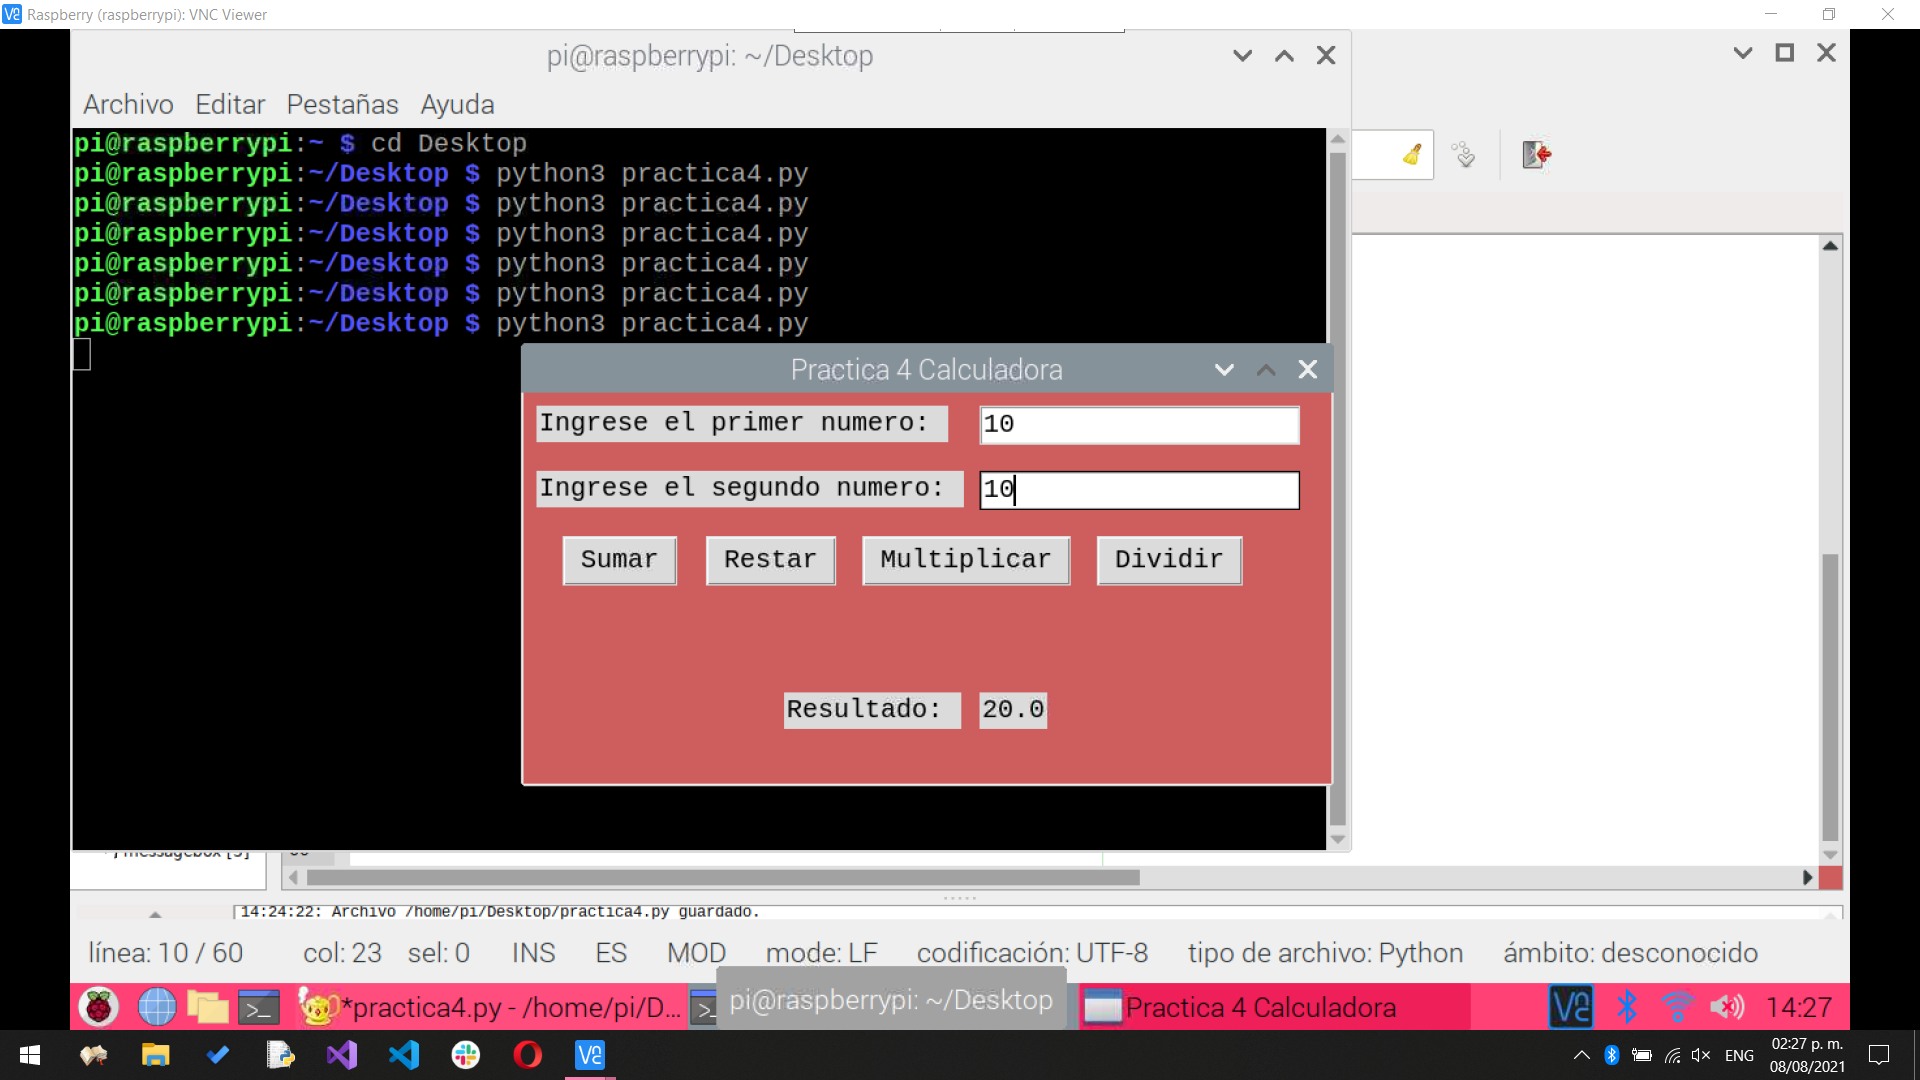 Raspberry (raspberrypi): VNC Viewer
pi@raspberrypi: ~/Desktop
Archivo Editar Pestañas Ayuda
pi@raspberrypi:~ $ cd Desktop
pi@raspberrypi:~/Desktop $ python3 practica4.py
pi@raspberrypi:~/Desktop $ python3 practica4.py
pi@raspberrypi:~/Desktop $ python3 practica4.py
pi@raspberrypi:~/Desktop $ python3 practica4.py
pi@raspberrypi:~/Desktop $ python3 practica4.py
pi@raspberrypi:~/Desktop $ python3 practica4.py
Practica 4 Calculadora
Ingrese el primer numero: 10
Ingrese el segundo numero: 10
Sumar Restar Multiplicar Dividir
Resultado: 20.0
messagebox [3]
14:24:22: Archivo /home/pi/Desktop/practica4.py guardado.
línea: 10 / 60 col: 23 sel: 0 INS ES MOD mode: LF codificación: UTF-8 tipo de archivo: Python ámbito: desconocido
*practica4.py - /home/pi/D... pi@raspberrypi: ~/Desktop Practica 4 Calculadora 14:27
ENG 02:27 p. m.
08/08/2021